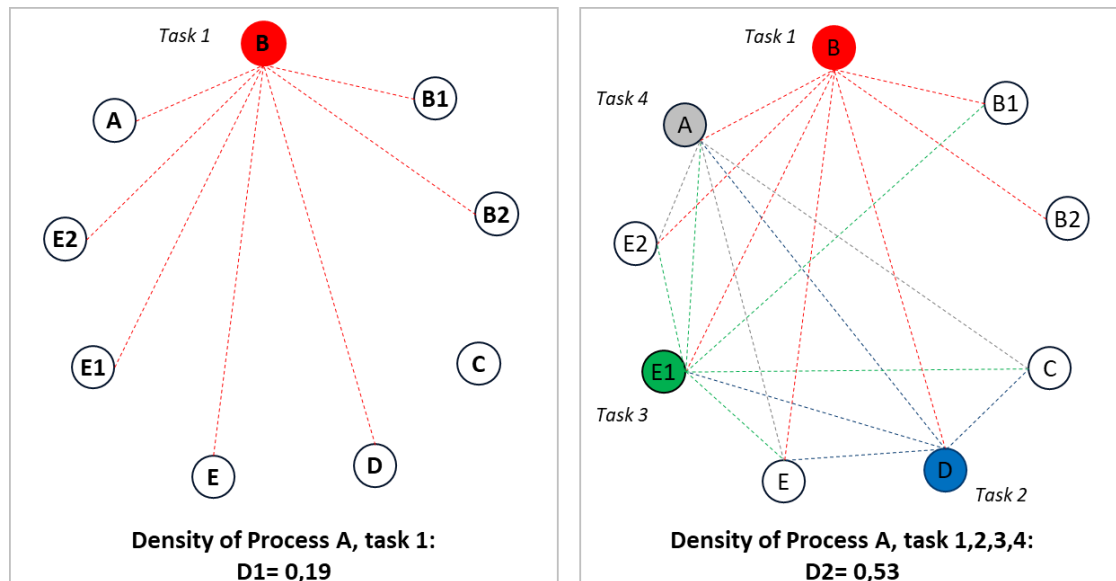 Task 1
B
B1
A
B2
E2
C
E1
D
E
Density of Process A, task 1:
D1= 0,19
Task 1
B
Task 4
B1
A
B2
E2
C
E1
Task 3
D
E
Task 2
Density of Process A, task 1,2,3,4:
D2= 0,53